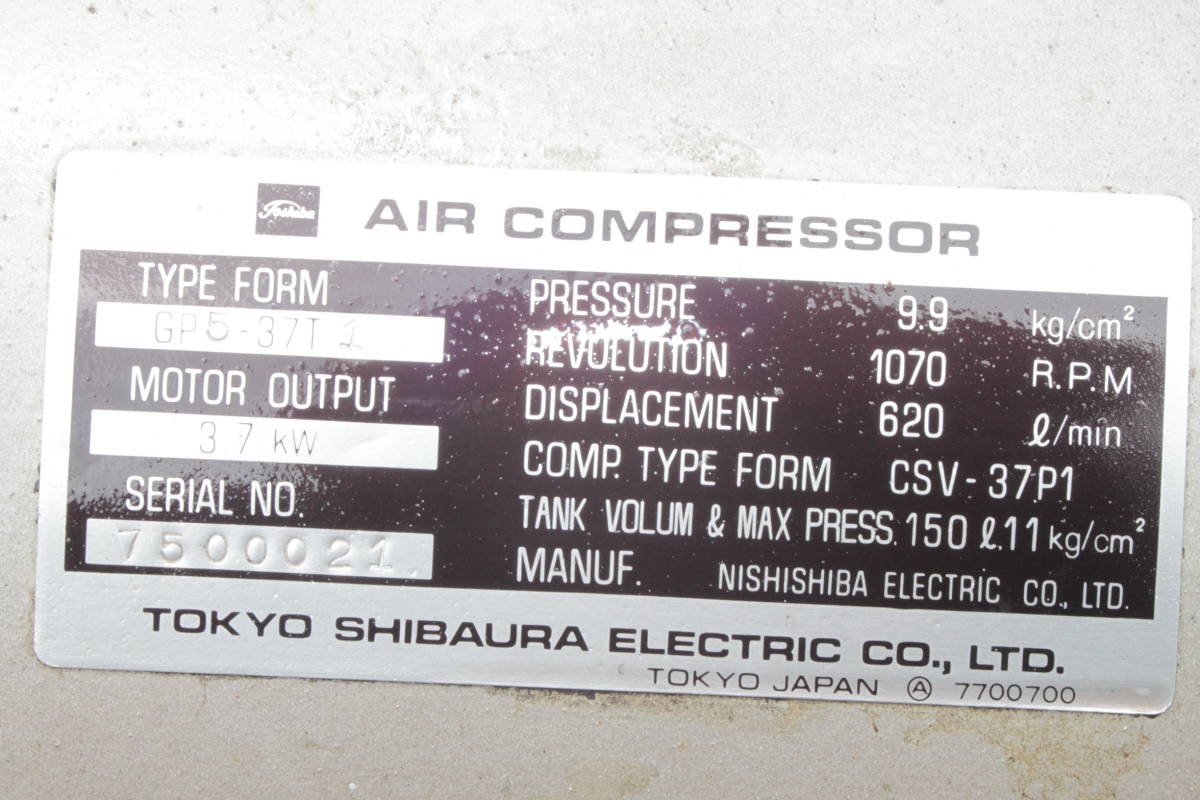 Toshiba AIR COMPRESSOR
TYPE FORM
GP5-37T1
MOTOR OUTPUT
3.7 kW
SERIAL NO.
7500021
PRESSURE 9.9 kg/cm²
REVOLUTION 1070 R.P.M
DISPLACEMENT 620 ℓ/min
COMP. TYPE FORM CSV-37P1
TANK VOLUM & MAX PRESS. 150 ℓ.11 kg/cm²
MANUF. NISHISHIBA ELECTRIC CO., LTD.
TOKYO SHIBAURA ELECTRIC CO., LTD.
TOKYO JAPAN Ⓐ 7700700